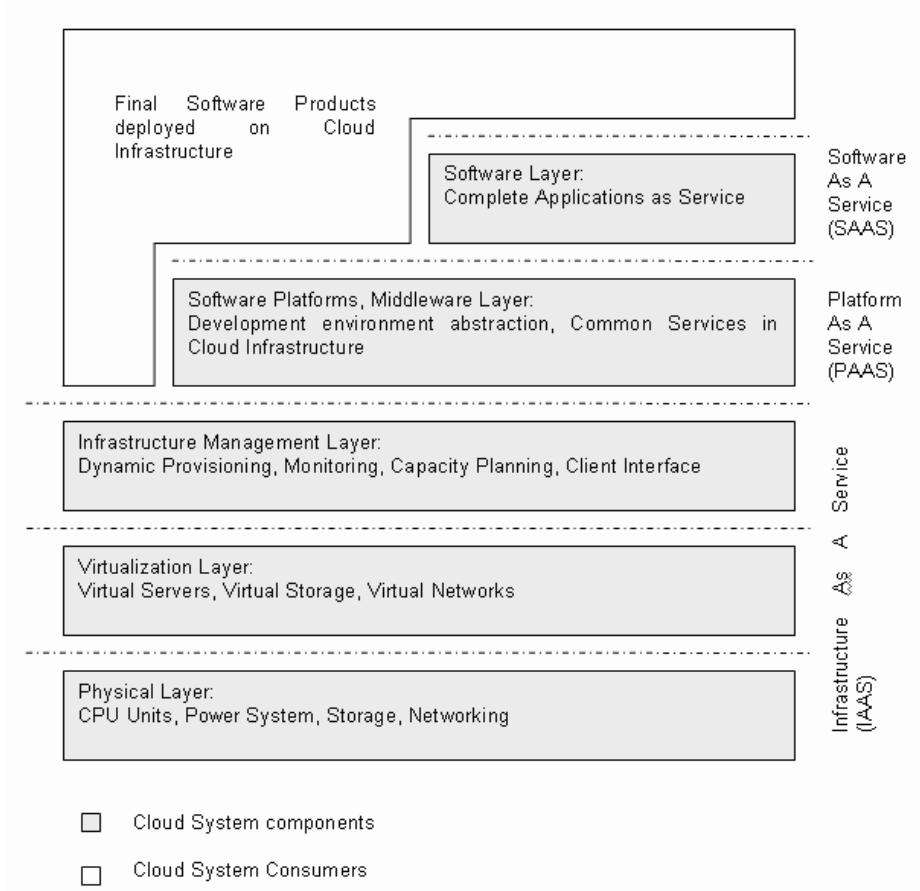 Final Software Products
deployed on Cloud
Infrastructure
Software Layer:
Complete Applications as Service
Software
As A
Service
(SAAS)
Software Platforms, Middleware Layer:
Development environment abstraction, Common Services in
Cloud Infrastructure
Platform
As A
Service
(PAAS)
Infrastructure Management Layer:
Dynamic Provisioning, Monitoring, Capacity Planning, Client Interface
Virtualization Layer:
Virtual Servers, Virtual Storage, Virtual Networks
Physical Layer:
CPU Units, Power System, Storage, Networking
Infrastructure As A Service
(IAAS)
Cloud System components
Cloud System Consumers